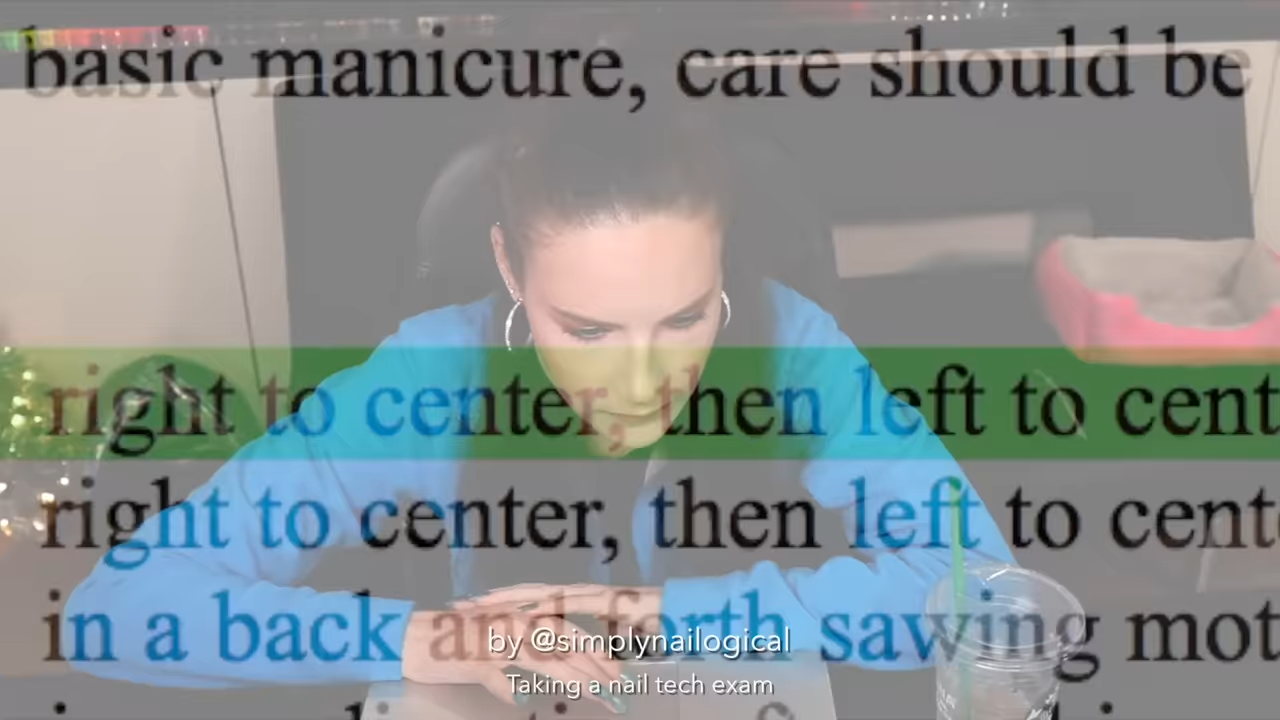 basic manicure, care should be
right to center, then left to cent
right to center, then left to cent
in a back and forth sawing mot
by @simplynailogical
Taking a nail tech exam